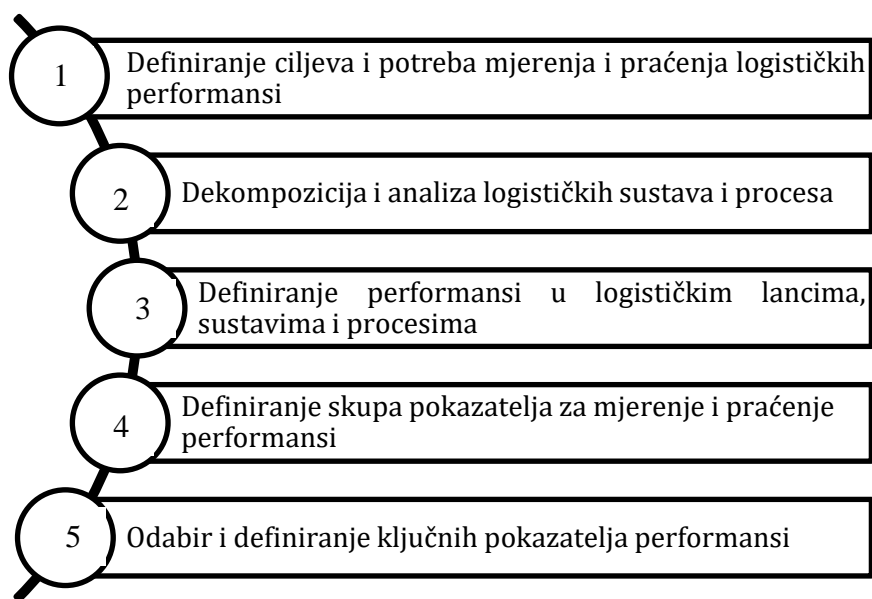 1
Definiranje ciljeva i potreba mjerenja i praćenja logističkih
performansi
2
Dekompozicija i analiza logističkih sustava i procesa
3
Definiranje performansi u logističkim lancima,
sustavima i procesima
4
Definiranje skupa pokazatelja za mjerenje i praćenje
performansi
5
Odabir i definiranje ključnih pokazatelja performansi